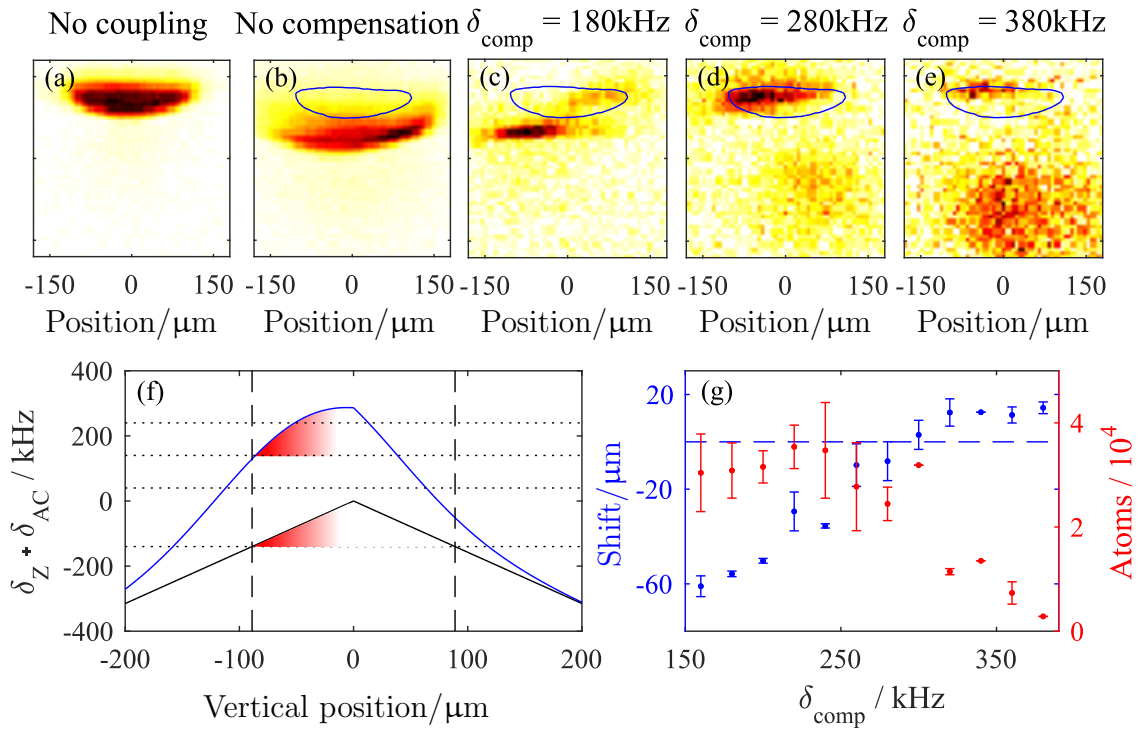 No coupling No compensation δcomp = 180kHz δcomp = 280kHz δcomp = 380kHz
(a) (b) (c) (d) (e)
-150 0 150 -150 0 150 -150 0 150 -150 0 150 -150 0 150
Position/μm Position/μm Position/μm Position/μm Position/μm
(f)
400
200
0
-200
-400
δZ + δAC / kHz
-200 -100 0 100 200
Vertical position/μm
(g)
20
-20
-60
Shift/μm
4
2
0
Atoms / 10^4
150 250 350
δcomp / kHz